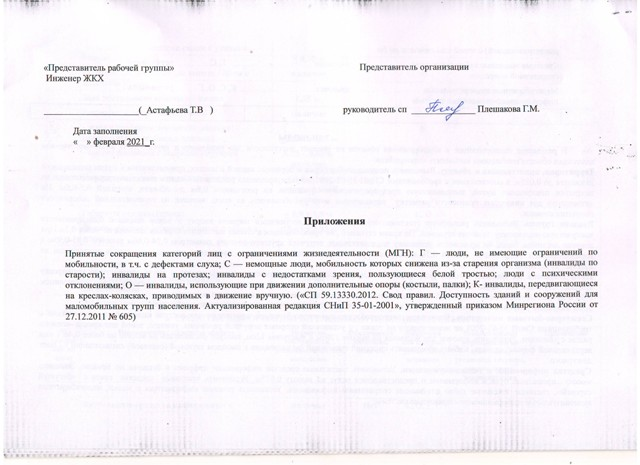 «Представитель рабочей группы»
Представитель организации
Инженер ЖКХ
(_Астафьева Т.В )
руководитель сп Плешакова Г.М.
Дата заполнения
« » февраля 2021_г.
Приложения
Принятые сокращения категорий лиц с ограничениями жизнедеятельности (МГН): Г — люди, не имеющие ограничений по
мобильности, в т.ч. с дефектами слуха; С — немощные люди, мобильность которых снижена из-за старения организма (инвалиды по
старости); инвалиды на протезах; инвалиды с недостатками зрения, пользующиеся белой тростью; люди с психическими
отклонениями; О — инвалиды, использующие при движении дополнительные опоры (костыли, палки); К- инвалиды, передвигающиеся
на креслах-колясках, приводимых в движение вручную. («СП 59.13330.2012. Свод правил. Доступность зданий и сооружений для
маломобильных групп населения. Актуализированная редакция СНиП 35-01-2001», утвержденный приказом Минрегиона России от
27.12.2011 № 605)